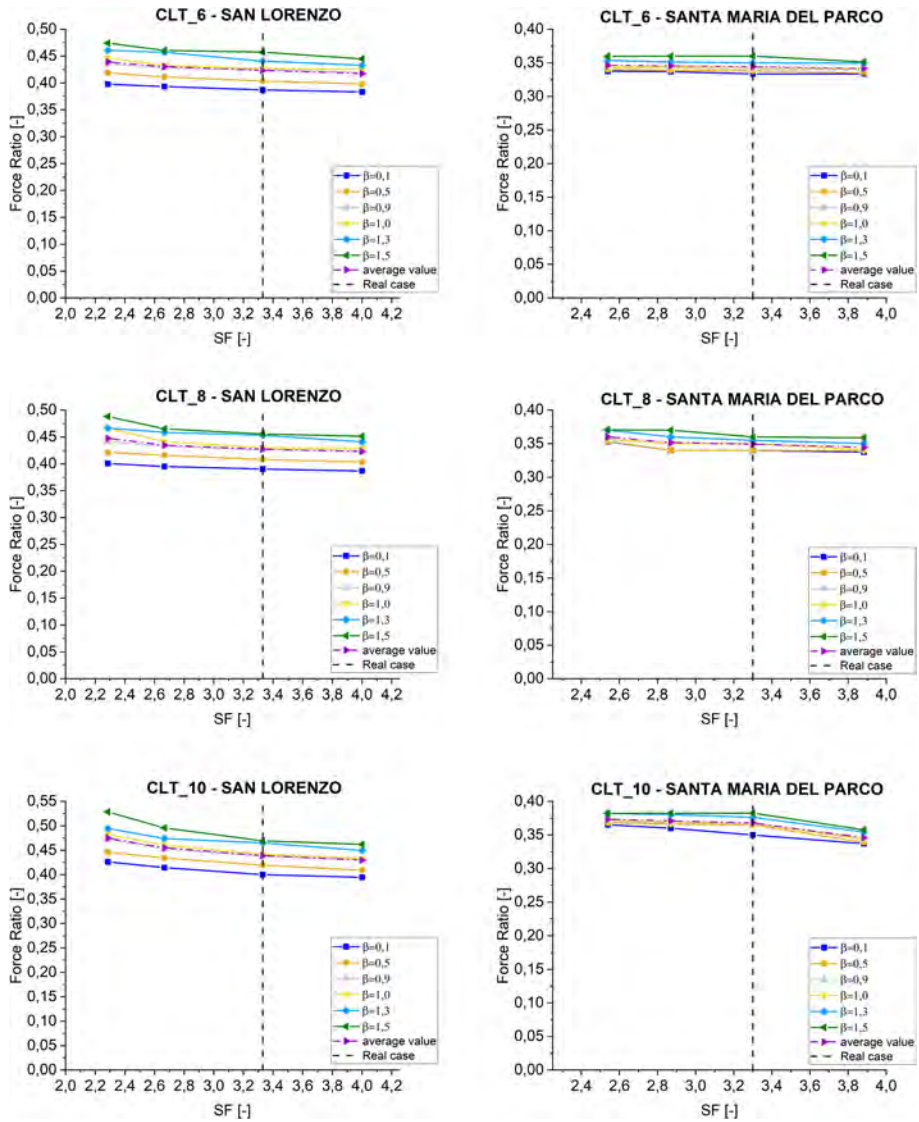 CLT_6 - SAN LORENZO
0,50
0,45
0,40
0,35
0,30
0,25
0,20
0,15
0,10
0,05
0,00
Force Ratio [-]
β=0,1
β=0,5
β=0,9
β=1,0
β=1,3
β=1,5
average value
Real case
2,0 2,2 2,4 2,6 2,8 3,0 3,2 3,4 3,6 3,8 4,0 4,2
SF [-]
CLT_6 - SANTA MARIA DEL PARCO
0,40
0,35
0,30
0,25
0,20
0,15
0,10
0,05
0,00
Force Ratio [-]
β=0,1
β=0,5
β=0,9
β=1,0
β=1,3
β=1,5
average value
Real case
2,4 2,6 2,8 3,0 3,2 3,4 3,6 3,8 4,0
SF [-]
CLT_8 - SAN LORENZO
0,50
0,45
0,40
0,35
0,30
0,25
0,20
0,15
0,10
0,05
0,00
Force Ratio [-]
β=0,1
β=0,5
β=0,9
β=1,0
β=1,3
β=1,5
average value
Real case
2,0 2,2 2,4 2,6 2,8 3,0 3,2 3,4 3,6 3,8 4,0 4,2
SF [-]
CLT_8 - SANTA MARIA DEL PARCO
0,40
0,35
0,30
0,25
0,20
0,15
0,10
0,05
0,00
Force Ratio [-]
β=0,1
β=0,5
β=0,9
β=1,0
β=1,3
β=1,5
average value
Real case
2,4 2,6 2,8 3,0 3,2 3,4 3,6 3,8 4,0
SF [-]
CLT_10 - SAN LORENZO
0,55
0,50
0,45
0,40
0,35
0,30
0,25
0,20
0,15
0,10
0,05
0,00
Force Ratio [-]
β=0,1
β=0,5
β=0,9
β=1,0
β=1,3
β=1,5
average value
Real case
2,0 2,2 2,4 2,6 2,8 3,0 3,2 3,4 3,6 3,8 4,0 4,2
SF [-]
CLT_10 - SANTA MARIA DEL PARCO
0,40
0,35
0,30
0,25
0,20
0,15
0,10
0,05
0,00
Force Ratio [-]
β=0,1
β=0,5
β=0,9
β=1,0
β=1,3
β=1,5
average value
Real case
2,4 2,6 2,8 3,0 3,2 3,4 3,6 3,8 4,0
SF [-]